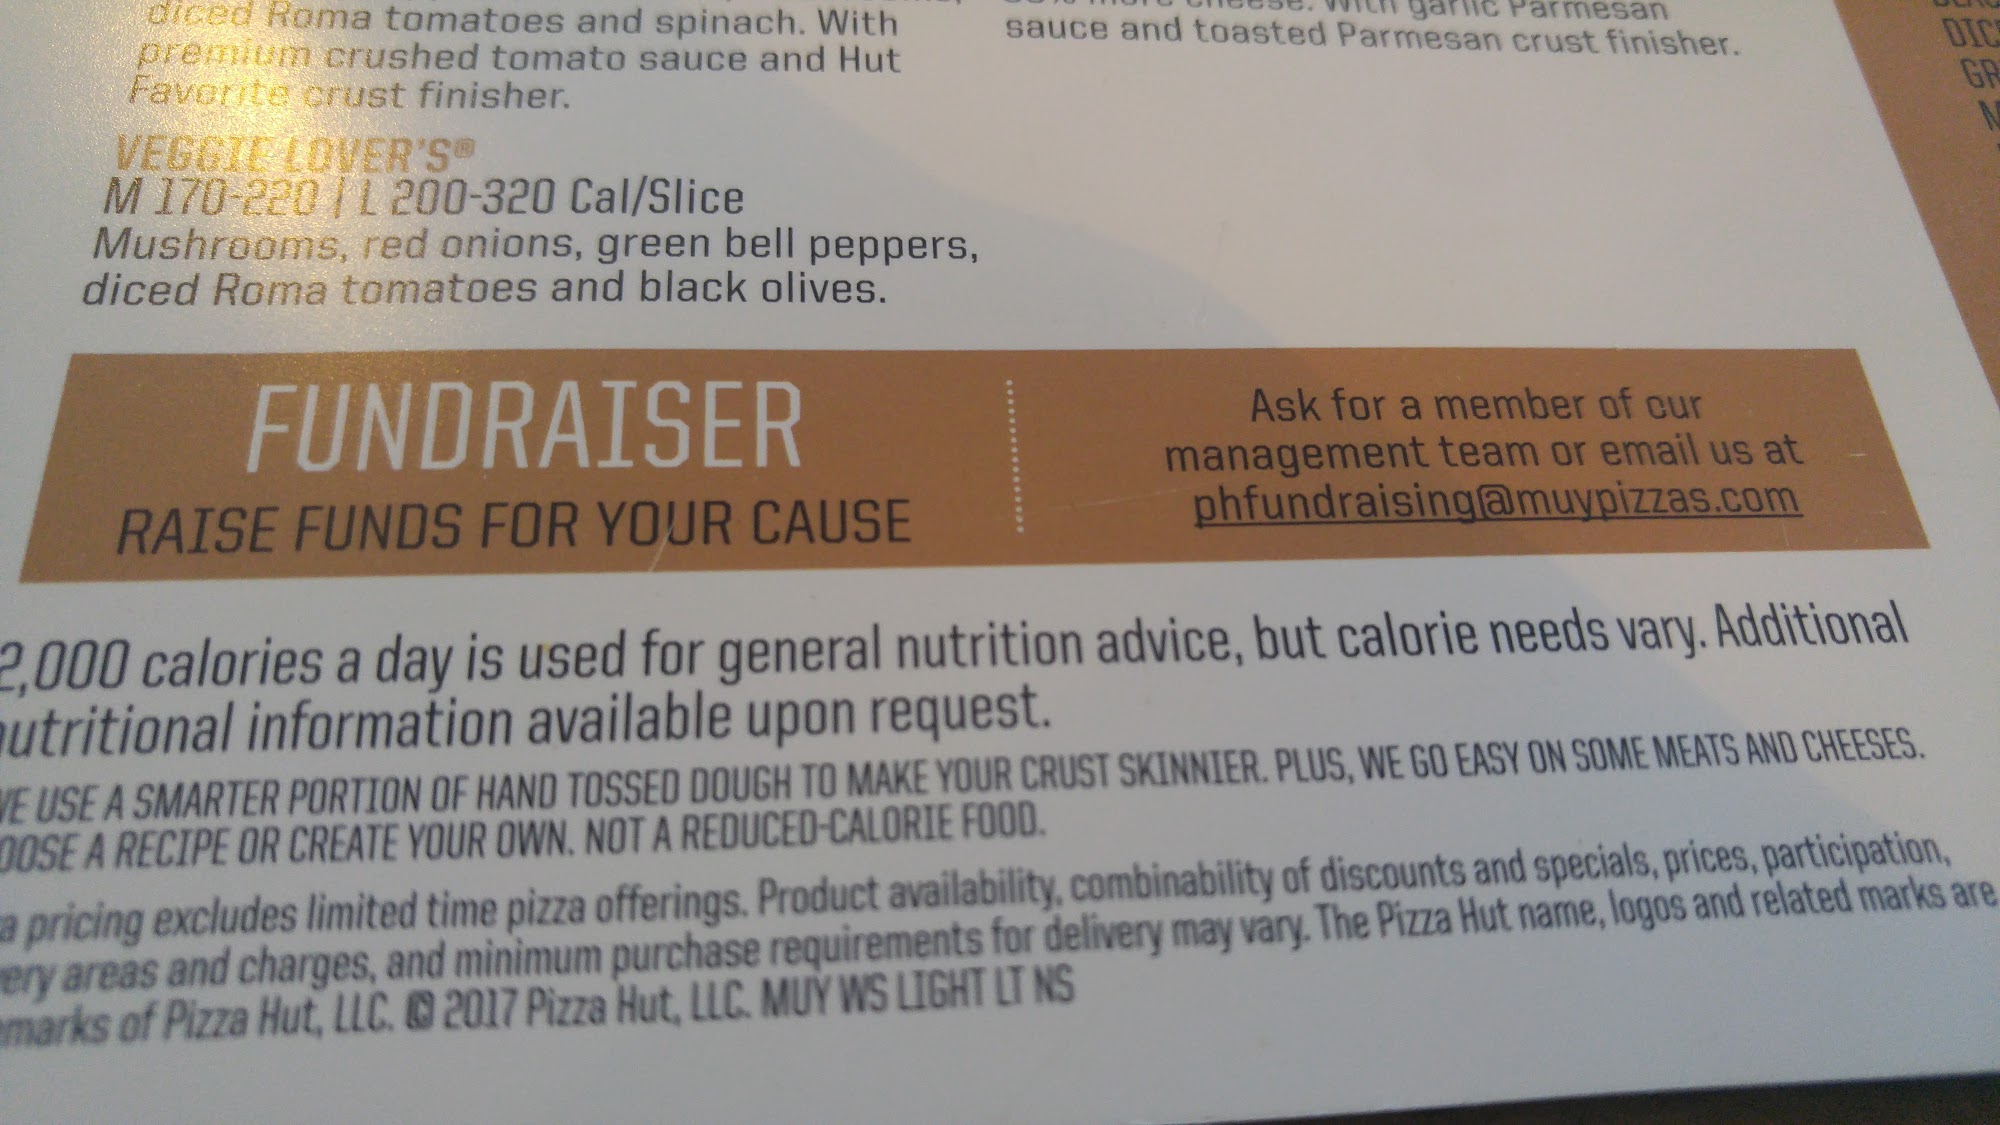 diced Roma tomatoes and spinach. With
premium crushed tomato sauce and Hut
Favorite crust finisher.
VEGGIE LOVER'S®
M 170-220 | L 200-320 Cal/Slice
Mushrooms, red onions, green bell peppers,
diced Roma tomatoes and black olives.
cheese. With garlic Parmesan
sauce and toasted Parmesan crust finisher.
FUNDRAISER
RAISE FUNDS FOR YOUR CAUSE
Ask for a member of our
management team or email us at
phfundraising@muypizzas.com
2,000 calories a day is used for general nutrition advice, but calorie needs vary. Additional
nutritional information available upon request.
WE USE A SMARTER PORTION OF HAND TOSSED DOUGH TO MAKE YOUR CRUST SKINNIER. PLUS, WE GO EASY ON SOME MEATS AND CHEESES.
OOSE A RECIPE OR CREATE YOUR OWN. NOT A REDUCED-CALORIE FOOD.
a pricing excludes limited time pizza offerings. Product availability, combinability of discounts and specials, prices, participation,
ery areas and charges, and minimum purchase requirements for delivery may vary. The Pizza Hut name, logos and related marks are
marks of Pizza Hut, LLC. © 2017 Pizza Hut, LLC. MUY WS LIGHT LT NS
DIC
GR